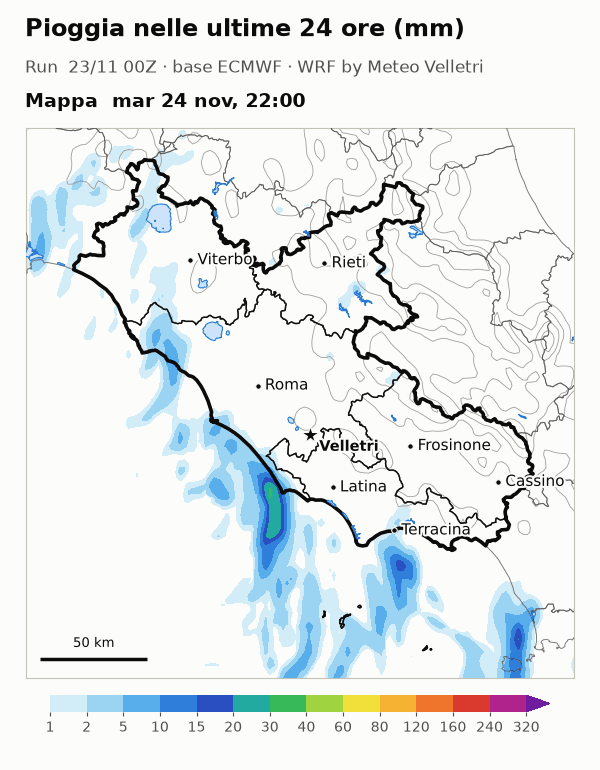 Pioggia nelle ultime 24 ore (mm)
Run  23/11 00Z · base ECMWF · WRF by Meteo Velletri
Mappa  mar 24 nov, 22:00
Viterbo
Rieti
Roma
Velletri
Frosinone
Latina
Cassino
Terracina
50 km
1 2 5 10 15 20 30 40 60 80 120 160 240 320